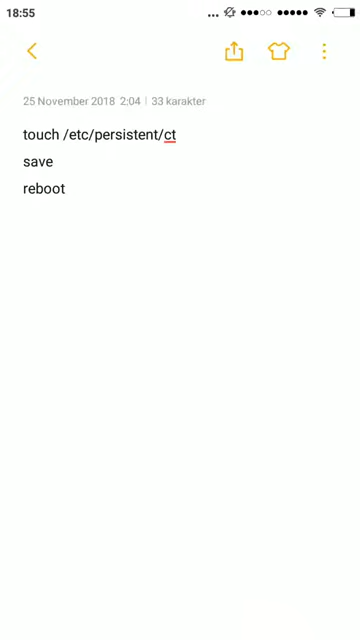 18:55
25 November 2018 2:04 | 33 karakter
touch /etc/persistent/ct
save
reboot